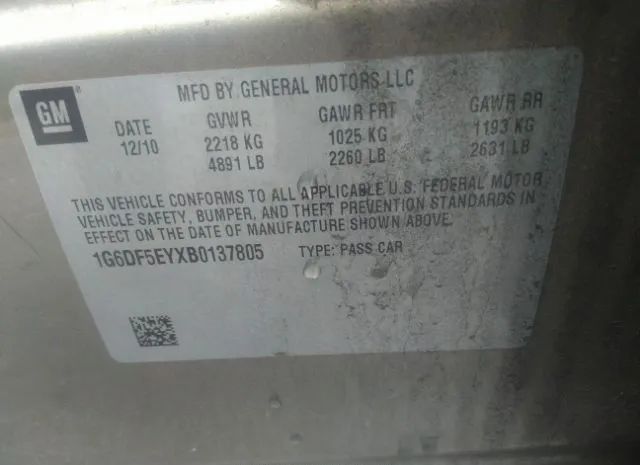 MFD BY GENERAL MOTORS LLC
GM®
DATE GVWR GAWR FRT GAWR RR
12/10 2218 KG 1025 KG 1193 KG
4891 LB 2260 LB 2631 LB
THIS VEHICLE CONFORMS TO ALL APPLICABLE U.S. FEDERAL MOTOR
VEHICLE SAFETY, BUMPER, AND THEFT PREVENTION STANDARDS IN
EFFECT ON THE DATE OF MANUFACTURE SHOWN ABOVE.
1G6DF5EYXB0137805 TYPE: PASS CAR